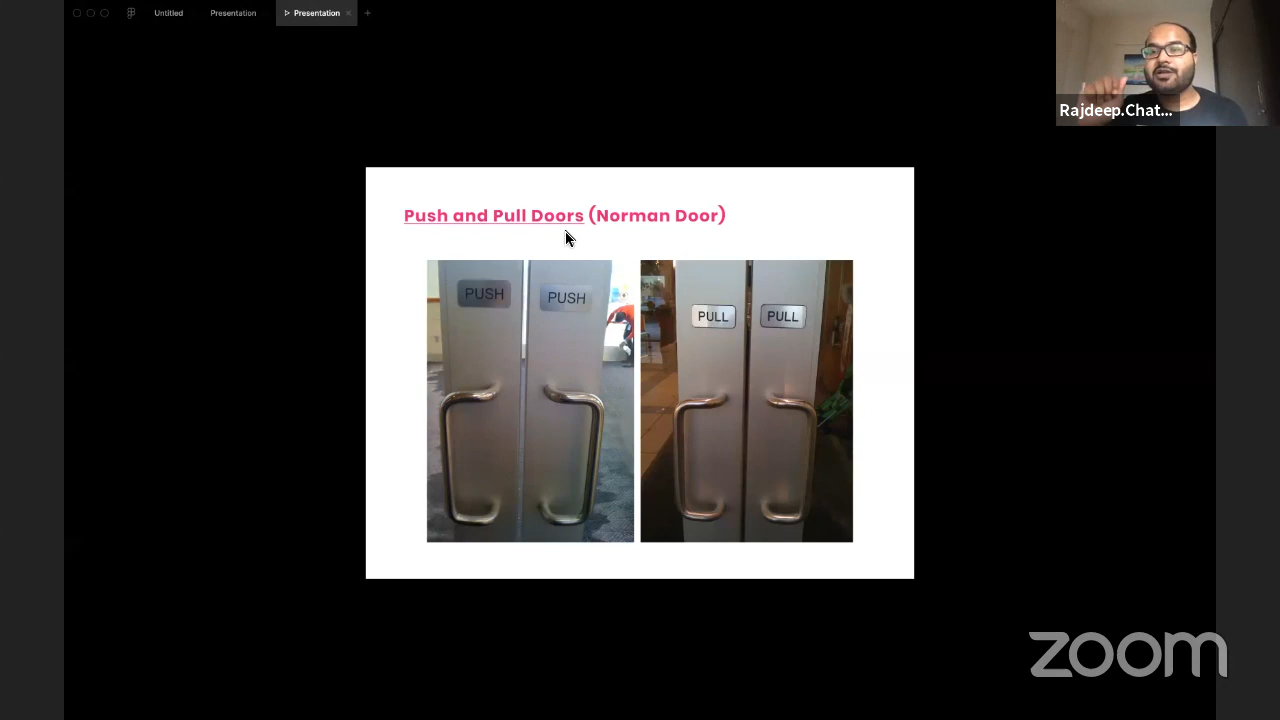 Untitled
Presentation
Presentation
Rajdeep.Chat...
Push and Pull Doors (Norman Door)
PUSH
PUSH
PULL
PULL
zoom